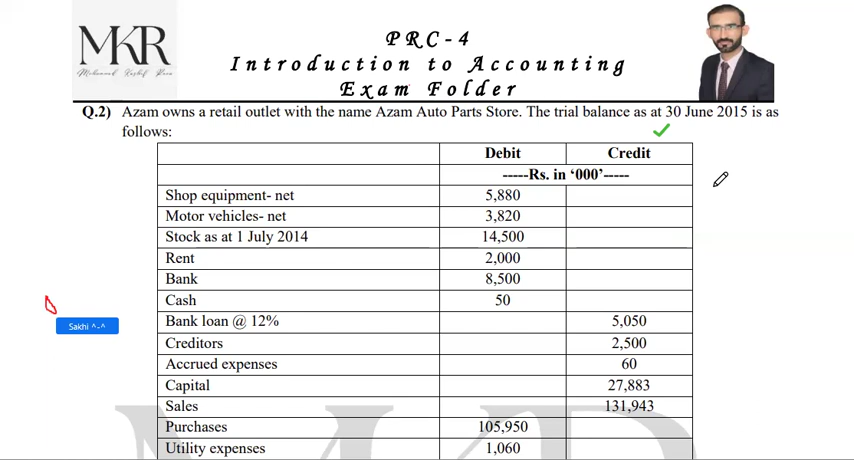 MKR
PRC-4
Introduction to Accounting
Exam Folder
Q.2) Azam owns a retail outlet with the name Azam Auto Parts Store. The trial balance as at 30 June 2015 is as
follows:
Debit Credit
-----Rs. in ‘000’-----
Shop equipment- net 5,880
Motor vehicles- net 3,820
Stock as at 1 July 2014 14,500
Rent 2,000
Bank 8,500
Cash 50
Sakhi ^-^
Bank loan @ 12% 5,050
Creditors 2,500
Accrued expenses 60
Capital 27,883
Sales 131,943
Purchases 105,950
Utility expenses 1,060